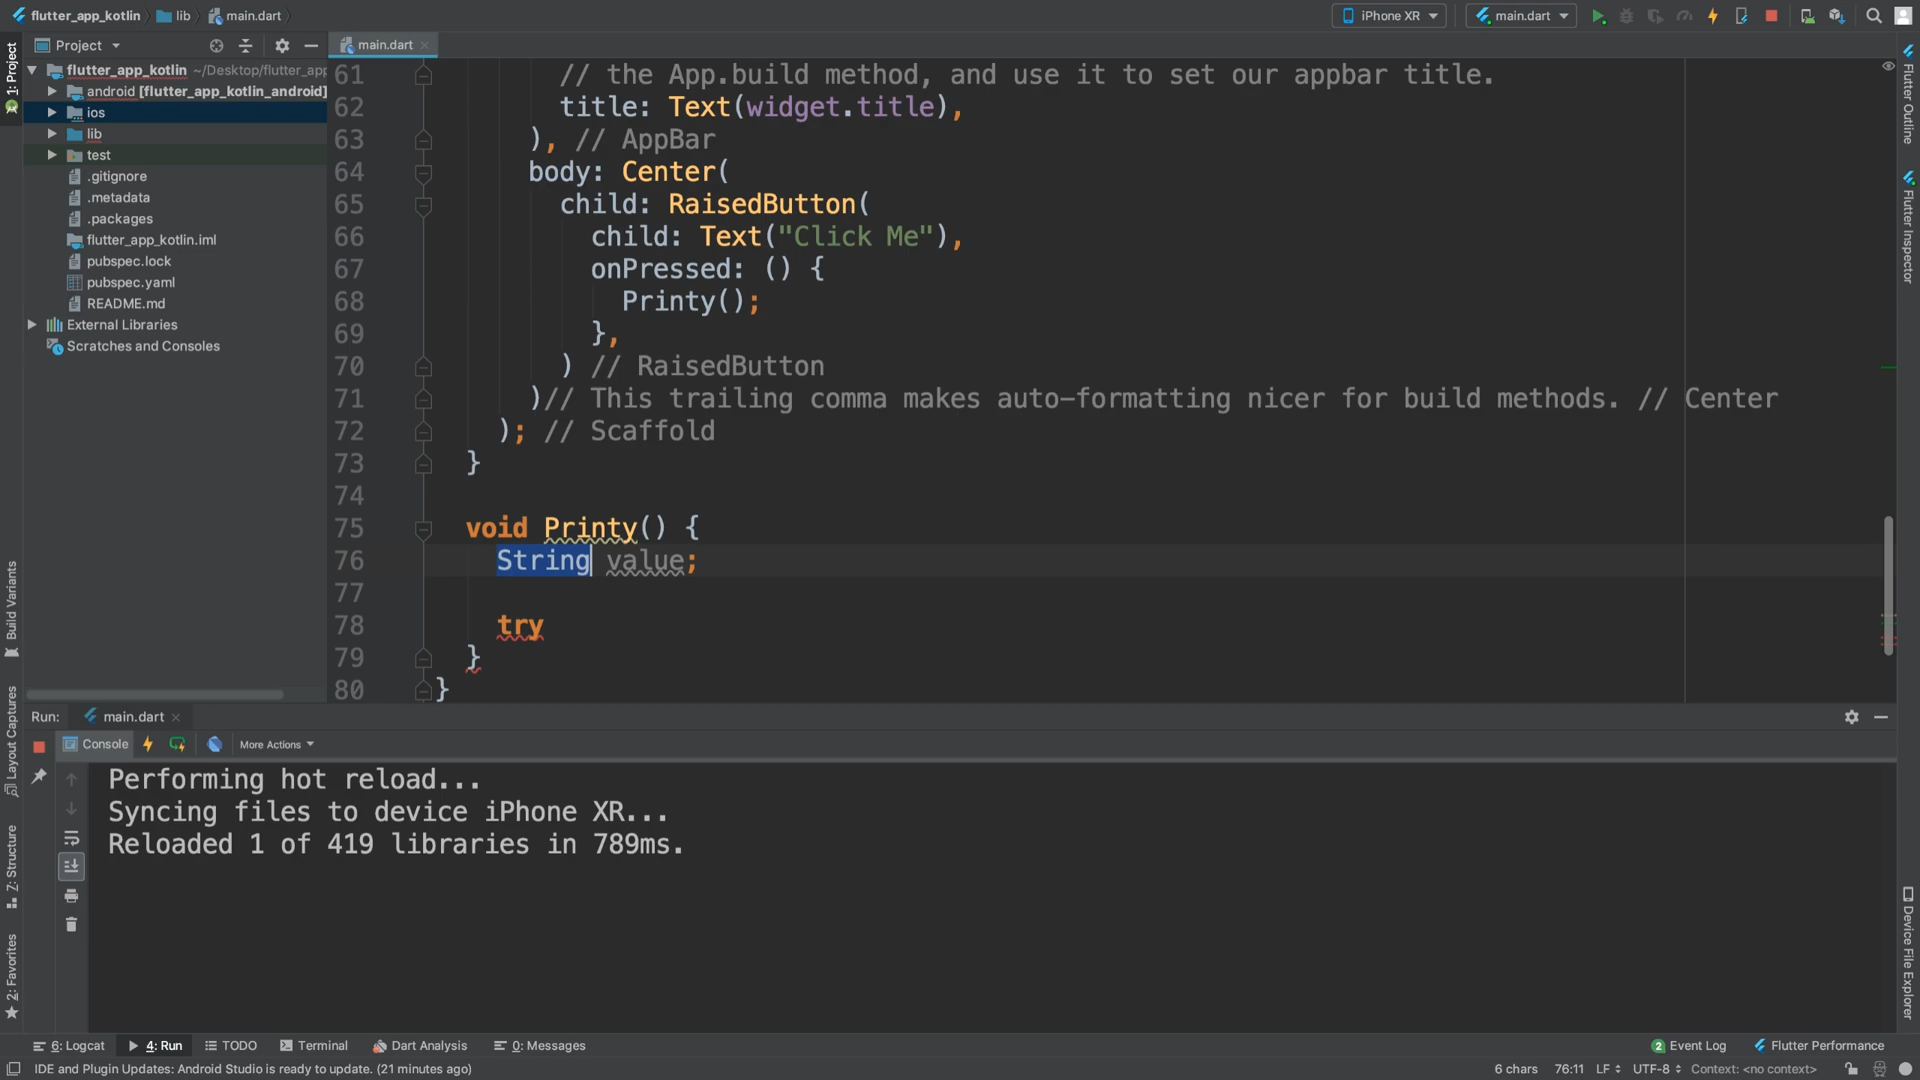 flutter_app_kotlin lib main.dart
iPhone XR main.dart
Project
main.dart
1: Project
flutter_app_kotlin ~/Desktop/flutter_app
android [flutter_app_kotlin_android]
ios
lib
test
.gitignore
.metadata
.packages
flutter_app_kotlin.iml
pubspec.lock
pubspec.yaml
README.md
External Libraries
Scratches and Consoles
Build Variants
Layout Captures
Z: Structure
2: Favorites
61 // the App.build method, and use it to set our appbar title.
62 title: Text(widget.title),
63 ), // AppBar
64 body: Center(
65 child: RaisedButton(
66 child: Text("Click Me"),
67 onPressed: () {
68 Printy();
69 },
70 ) // RaisedButton
71 )// This trailing comma makes auto-formatting nicer for build methods. // Center
72 ); // Scaffold
73 }
74
75 void Printy() {
76 String value;
77
78 try
79 }
80 }
Flutter Outline
Flutter Inspector
Device File Explorer
Run: main.dart
Console More Actions
Performing hot reload...
Syncing files to device iPhone XR...
Reloaded 1 of 419 libraries in 789ms.
6: Logcat 4: Run TODO Terminal Dart Analysis 0: Messages 2 Event Log Flutter Performance
IDE and Plugin Updates: Android Studio is ready to update. (21 minutes ago) 6 chars 76:11 LF UTF-8 Context: <no context>